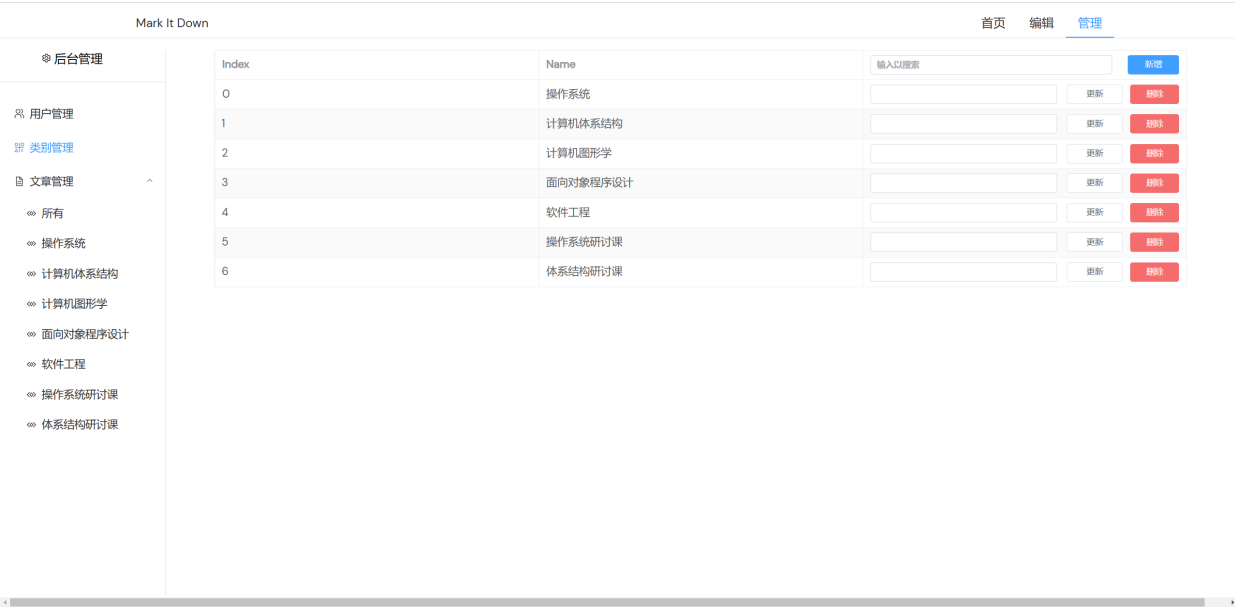 Mark It Down 首页 编辑 管理
后台管理
用户管理
类别管理
文章管理
所有
操作系统
计算机体系结构
计算机图形学
面向对象程序设计
软件工程
操作系统研讨课
体系结构研讨课
Index Name 输入以搜索 新增
0 操作系统 更新 删除
1 计算机体系结构 更新 删除
2 计算机图形学 更新 删除
3 面向对象程序设计 更新 删除
4 软件工程 更新 删除
5 操作系统研讨课 更新 删除
6 体系结构研讨课 更新 删除